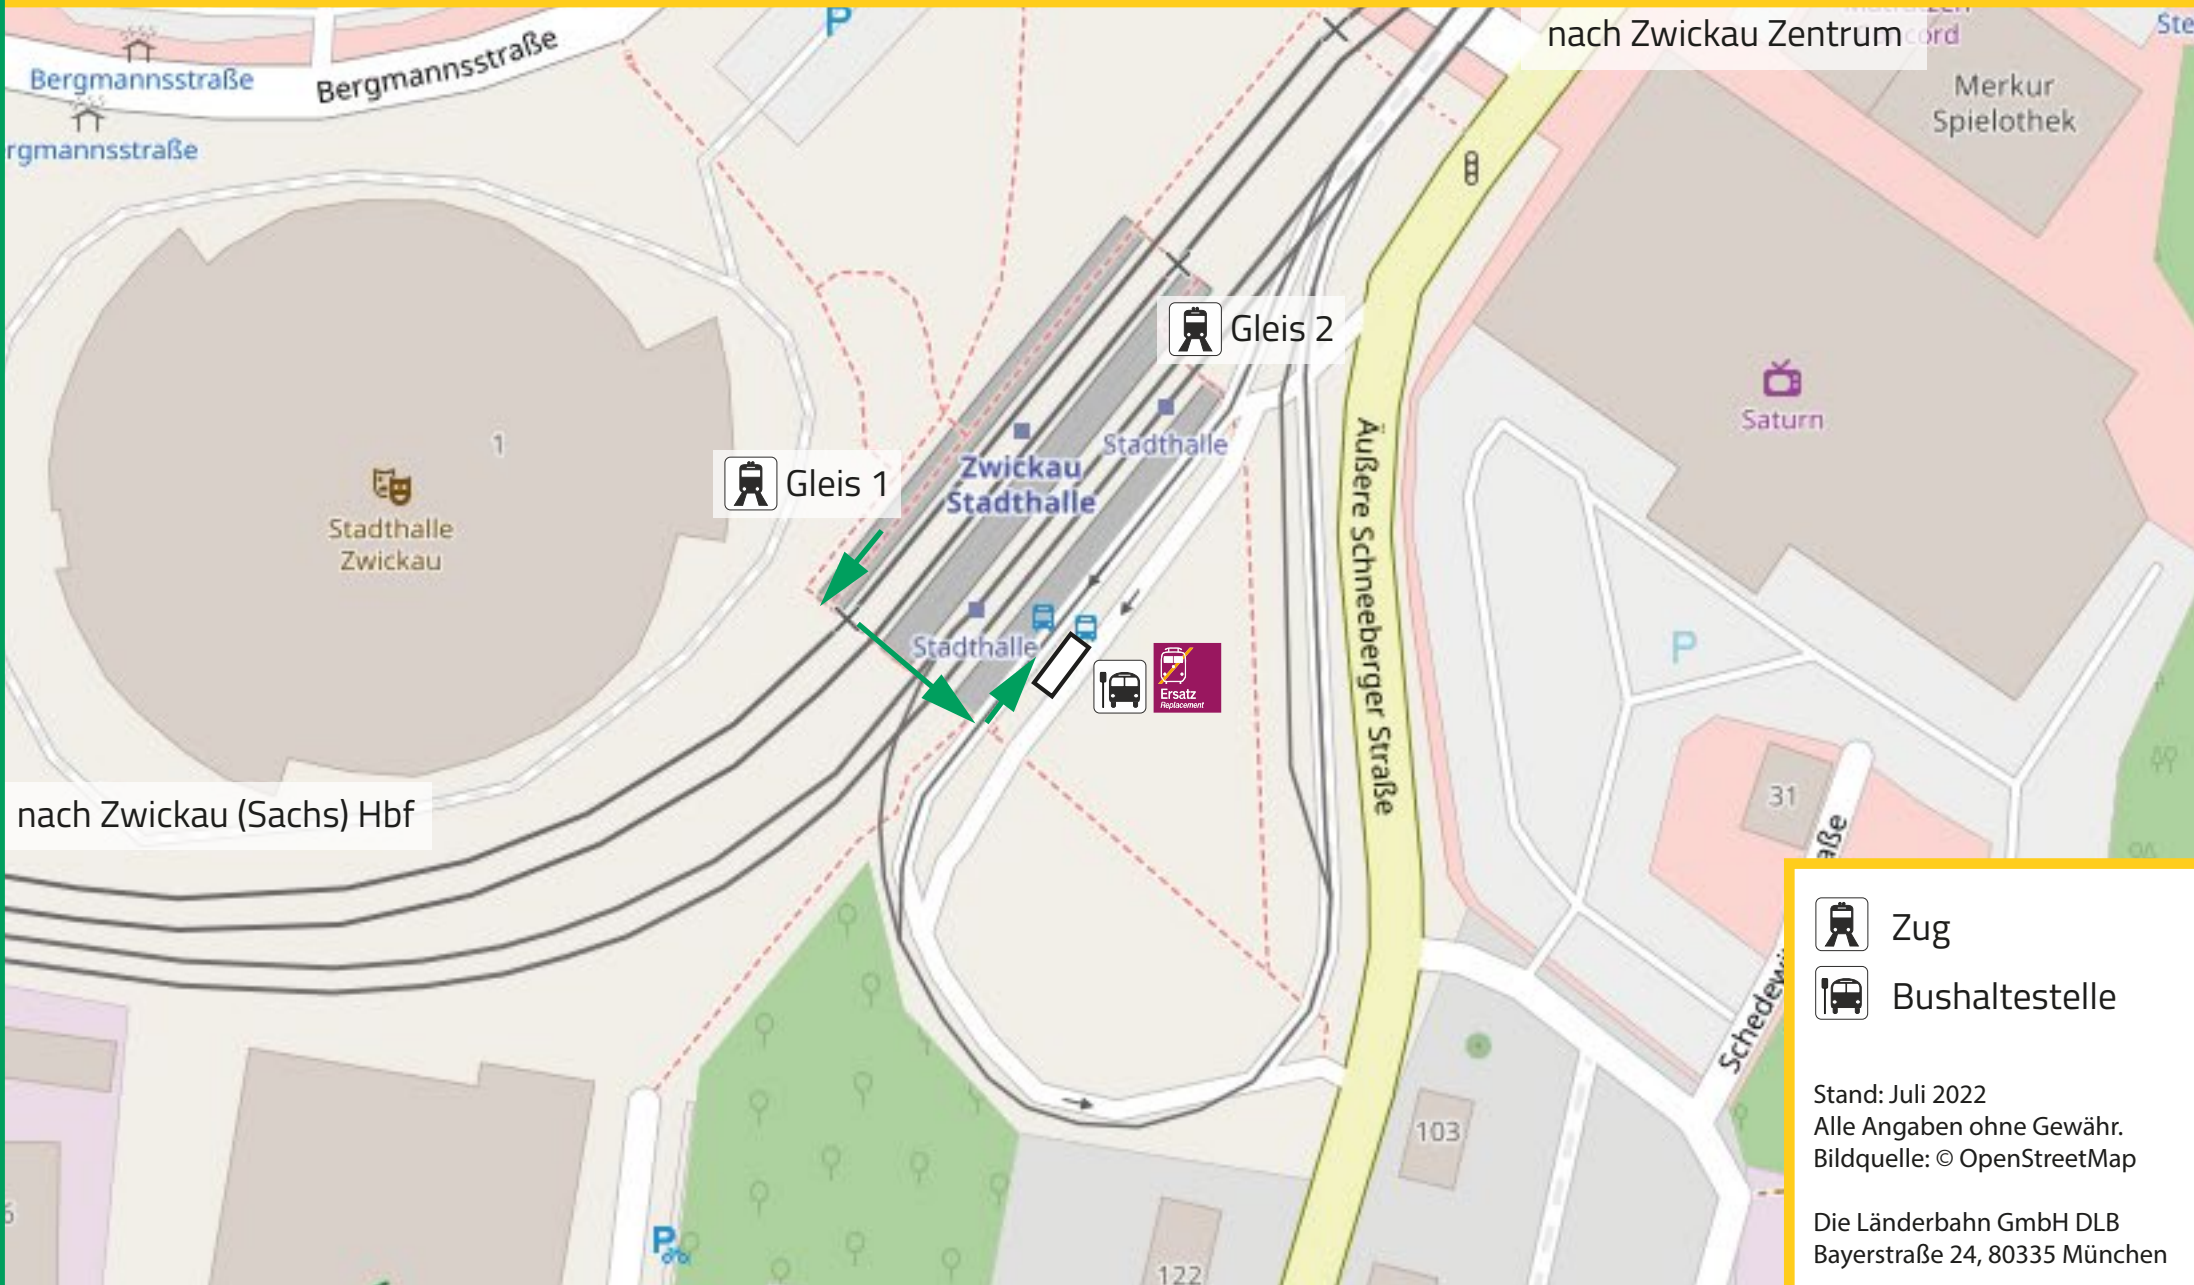 nach Zwickau Zentrum
P
Bergmannsstraße
Bergmannsstraße
rgmannsstraße
Merkur
Spielothek
Gleis 2
Saturn
1
Stadthalle
Zwickau
Gleis 1
Zwickau
Stadthalle
Stadthalle
Stadthalle
Äußere Schneeberger Straße
P
Ersatz
Replacement
nach Zwickau (Sachs) Hbf
31
aße
Schedewi
103
122
P
Zug
Bushaltestelle
Stand: Juli 2022
Alle Angaben ohne Gewähr.
Bildquelle: © OpenStreetMap
Die Länderbahn GmbH DLB
Bayerstraße 24, 80335 München